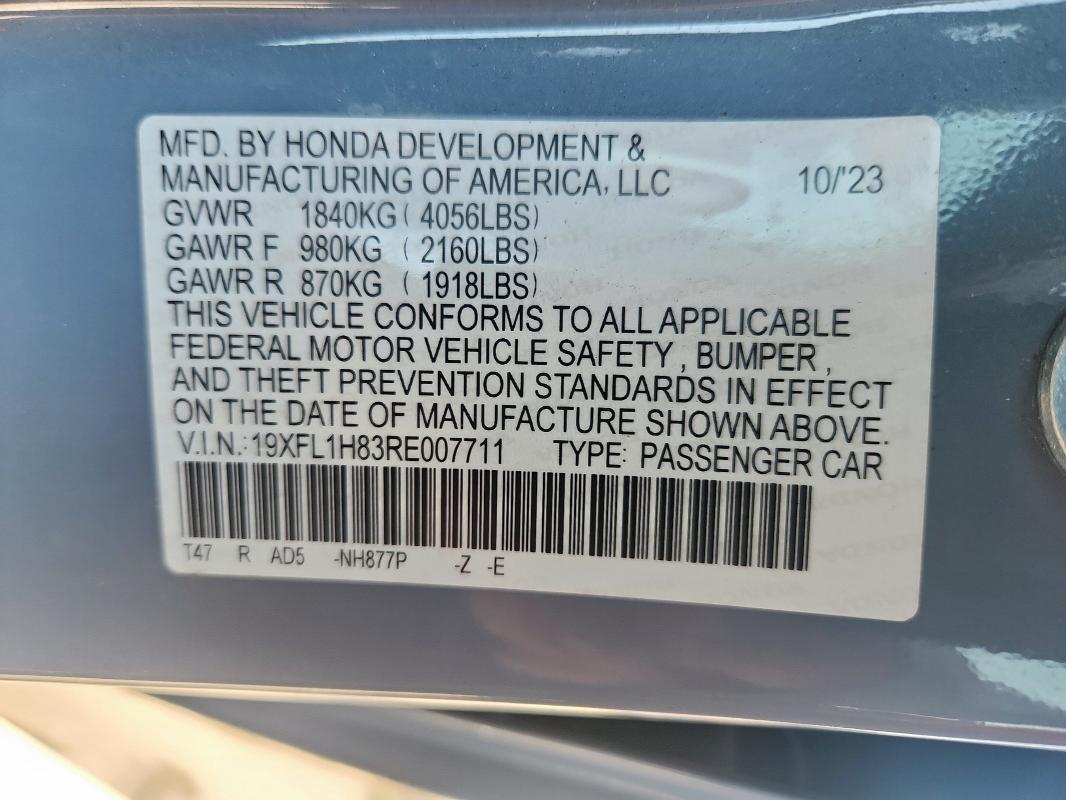 MFD. BY HONDA DEVELOPMENT &
MANUFACTURING OF AMERICA, LLC 10/'23
GVWR 1840KG ( 4056LBS)
GAWR F 980KG ( 2160LBS)
GAWR R 870KG ( 1918LBS)
THIS VEHICLE CONFORMS TO ALL APPLICABLE
FEDERAL MOTOR VEHICLE SAFETY , BUMPER ,
AND THEFT PREVENTION STANDARDS IN EFFECT
ON THE DATE OF MANUFACTURE SHOWN ABOVE.
V.I.N.:19XFL1H83RE007711 TYPE: PASSENGER CAR
T47 R AD5 -NH877P -Z -E